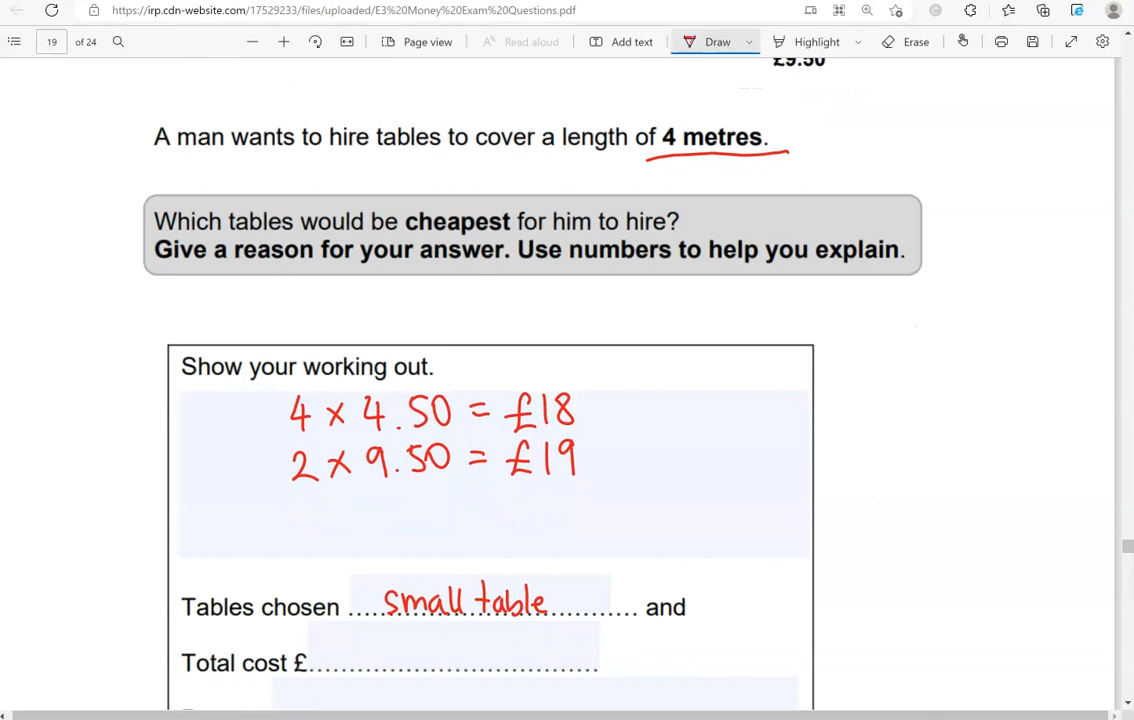 https://irp.cdn-website.com/17529233/files/uploaded/E3%20Money%20Exam%20Questions.pdf
19 of 24 Page view Read aloud Add text Draw Highlight Erase
£9.50
A man wants to hire tables to cover a length of 4 metres.
Which tables would be cheapest for him to hire?
Give a reason for your answer. Use numbers to help you explain.
Show your working out.
4 × 4.50 = £18
2 × 9.50 = £19
Tables chosen ....small table.... and
Total cost £....................................